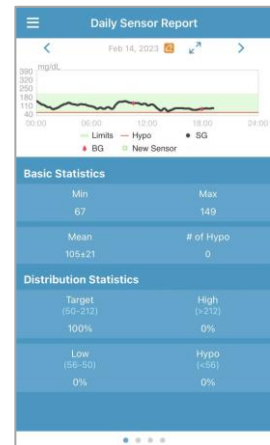 Daily Sensor Report
Feb 14, 2023
mg/dL
390
320
250
180
110
40
00:00 06:00 12:00 18:00 24:00
Limits Hypo SG
BG New Sensor
Basic Statistics
Min Max
67 149
Mean # of Hypo
105±21 0
Distribution Statistics
Target High
(50-212) (>212)
100% 0%
Low Hypo
(56-50) (<56)
0% 0%